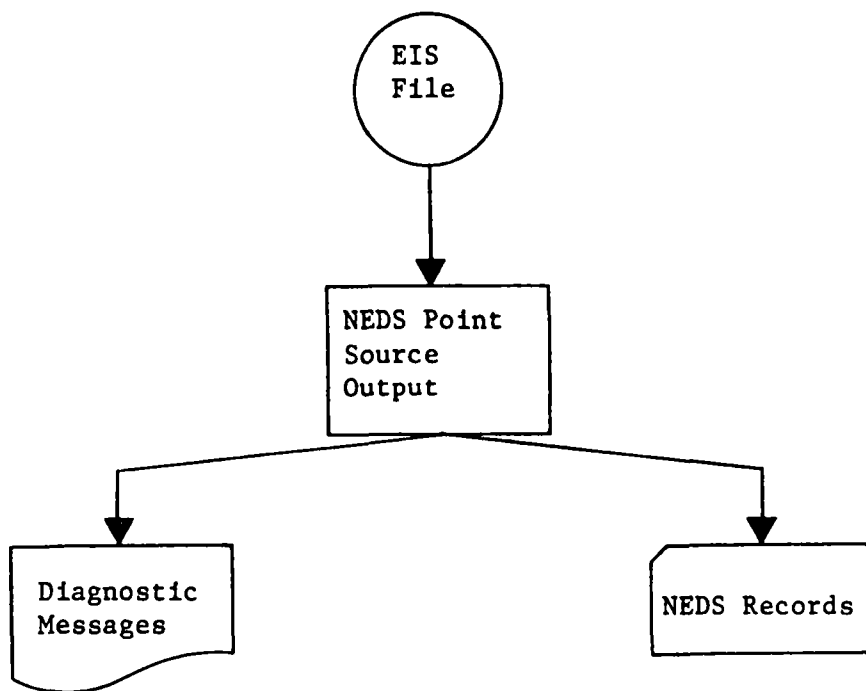 EIS
File
NEDS Point
Source
Output
Diagnostic
Messages
NEDS Records